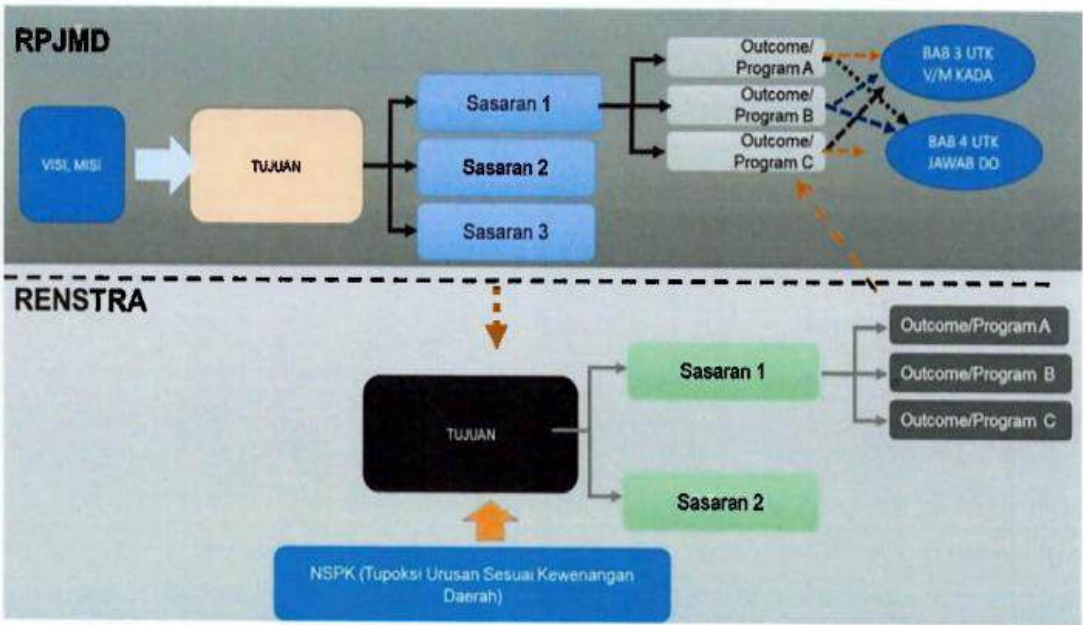 RPJMD
VISI, MISI
TUJUAN
Sasaran 1
Sasaran 2
Sasaran 3
Outcome/
Program A
Outcome/
Program B
Outcome/
Program C
BAB 3 UTK
V/M KADA
BAB 4 UTK
JAWAB DO
RENSTRA
TUJUAN
Sasaran 1
Sasaran 2
Outcome/Program A
Outcome/Program B
Outcome/Program C
NSPK (Tupoksi Urusan Sesuai Kewenangan
Daerah)